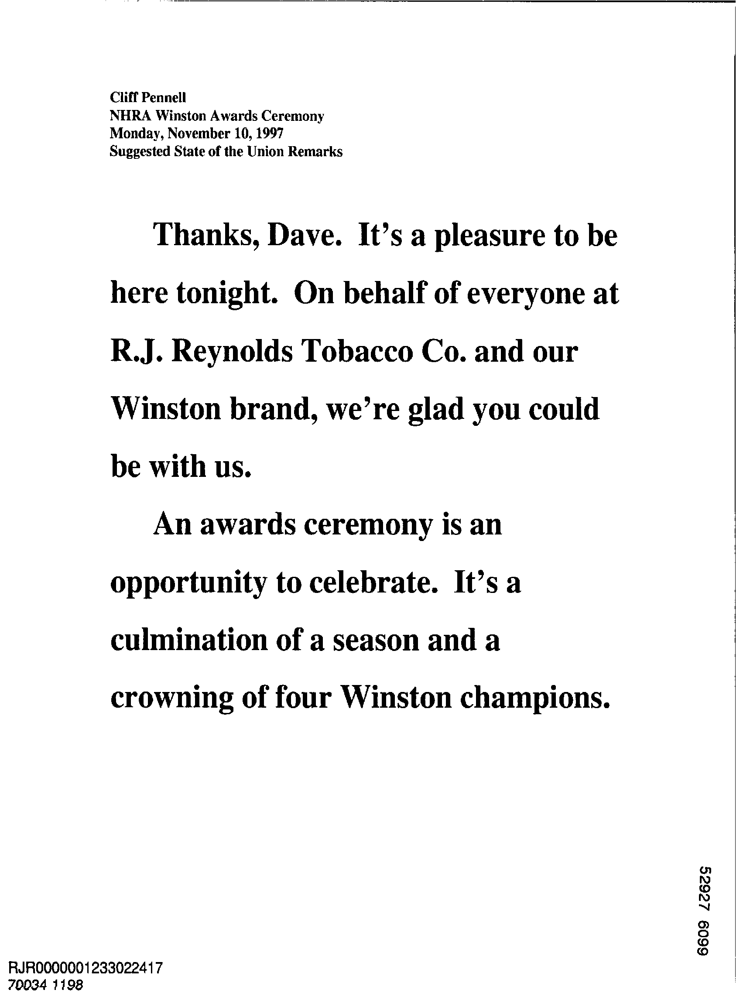 Cliff Pennell
NHRA Winston Awards Ceremony
Monday, November 10, 1997
Suggested State of the Union Remarks
Thanks, Dave. It's a pleasure to be
here tonight. On behalf of everyone at
R.J. Reynolds Tobacco Co. and our
Winston brand, we're glad you could
be with us.
An awards ceremony is an
opportunity to celebrate. It's a
culmination of a season and a
crowning of four Winston champions.
52927 6099
RJR0000001233022417
70034 1198